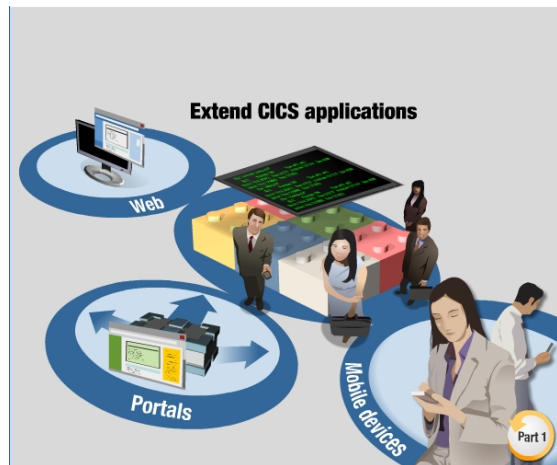 Extend CICS applications
Web
Portals
Mobile devices
Part 1